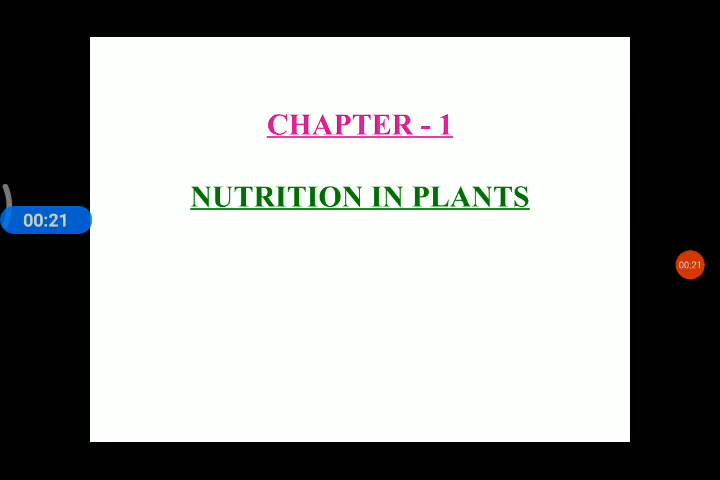 CHAPTER - 1
NUTRITION IN PLANTS
00:21
00:21